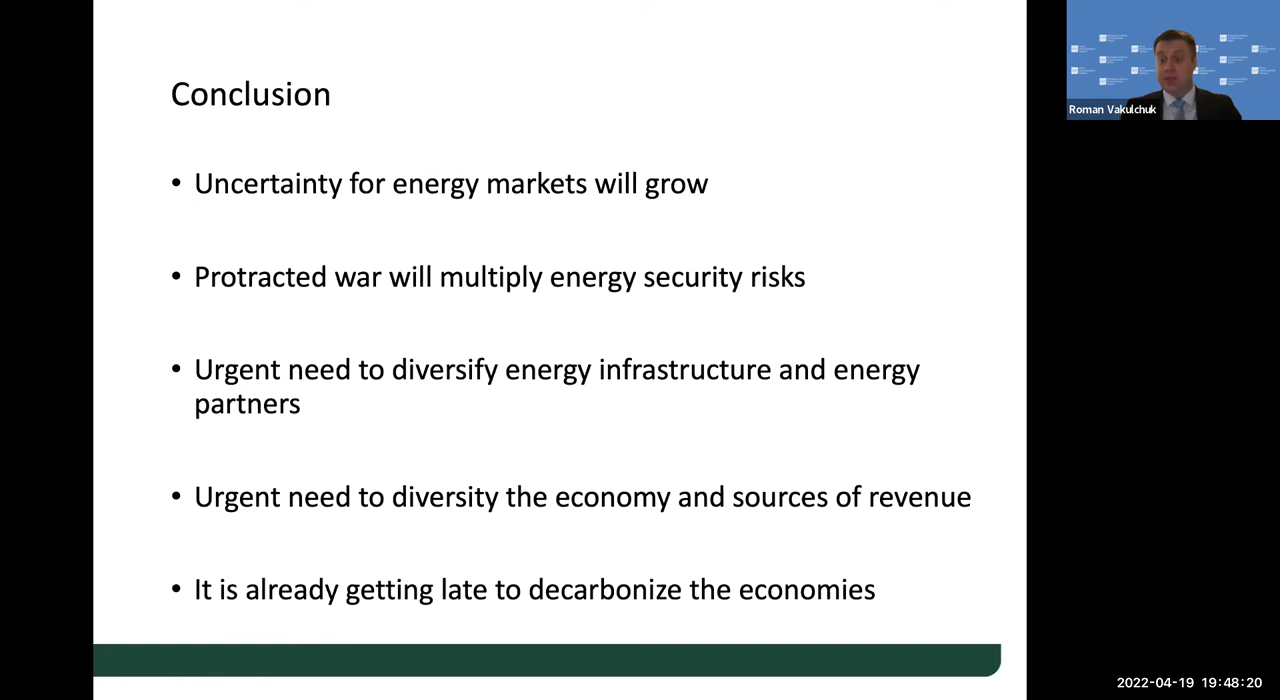 Conclusion
• Uncertainty for energy markets will grow
• Protracted war will multiply energy security risks
• Urgent need to diversify energy infrastructure and energy
partners
• Urgent need to diversity the economy and sources of revenue
• It is already getting late to decarbonize the economies
Roman Vakulchuk
2022-04-19 19:48:20